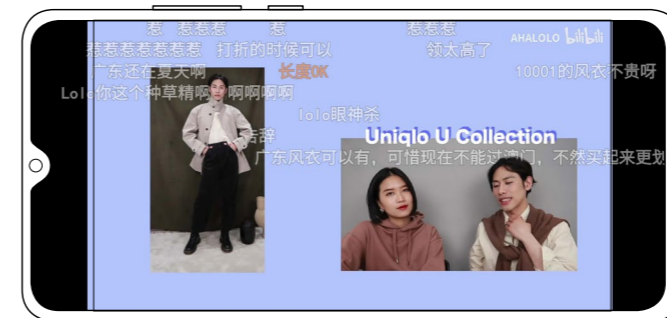 惹 惹惹惹 惹 惹惹惹
AHALOLO bilibili
惹惹惹惹惹惹惹 打折的时候可以 领太高了
广东还在夏天啊 长度OK 10001的风衣不贵呀
Lolo你这个种草精啊 啊啊啊啊
lolo眼神杀
Uniqlo U Collection
告辞
广东风衣可以有，可惜现在不能过澳门，不然买起来更划